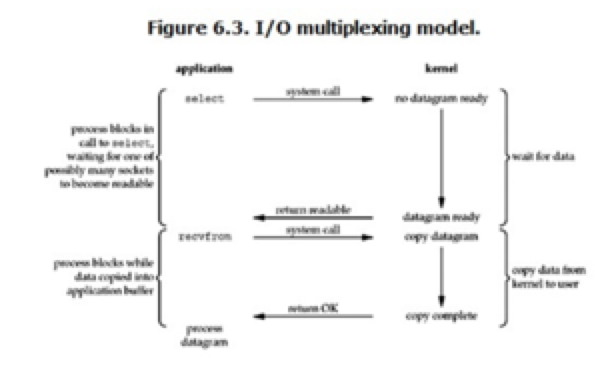 Figure 6.3. I/O multiplexing model.
application
kernel
select
system call
no datagram ready
process blocks in
call to select,
waiting for one of
possibly many sockets
to become readable
wait for data
return readable
datagram ready
recvfrom
system call
copy datagram
process blocks while
data copied into
application buffer
copy data from
kernel to user
return OK
copy complete
process
datagram